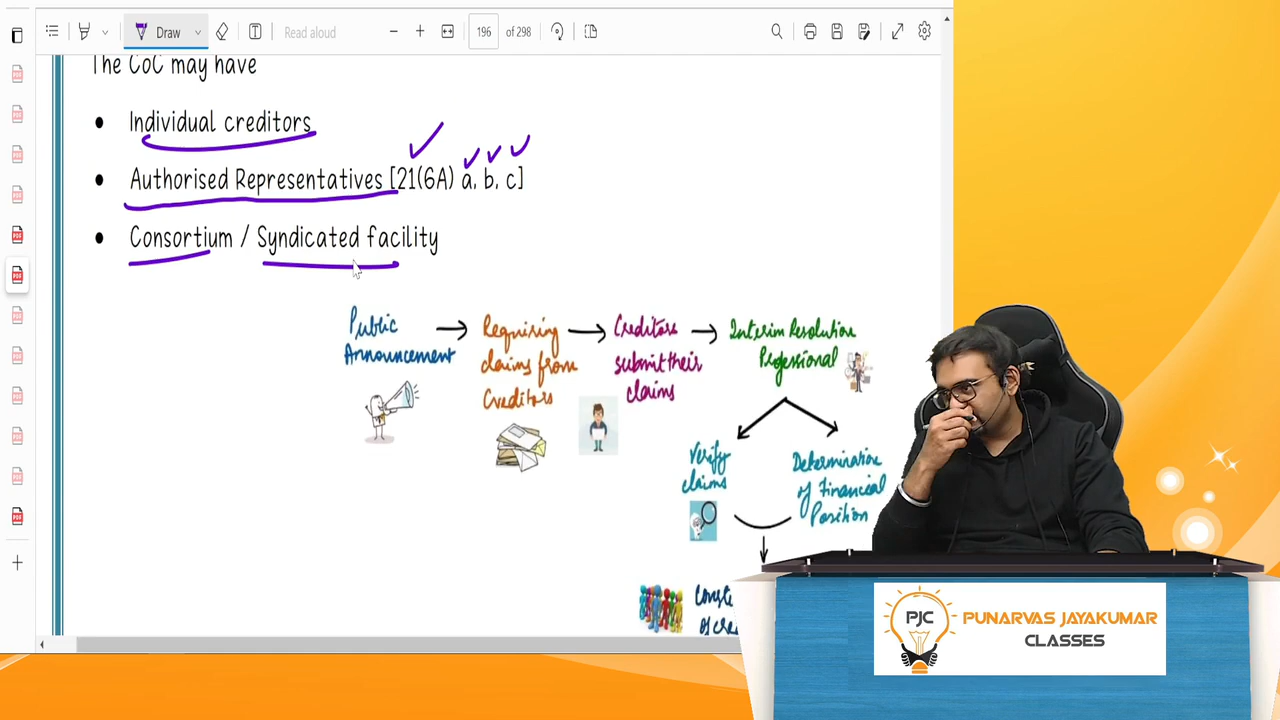 Draw
Read aloud
196 of 298
The CoC may have
• Individual creditors
• Authorised Representatives [21(6A) a, b, c]
• Consortium / Syndicated facility
Public
Announcement
Requiring
claims from
Creditors
Creditors
submit their
claims
Interim Resolution
Professional
Verify
claims
Determination
of Financial
Position
PJC
PUNARVAS JAYAKUMAR
CLASSES